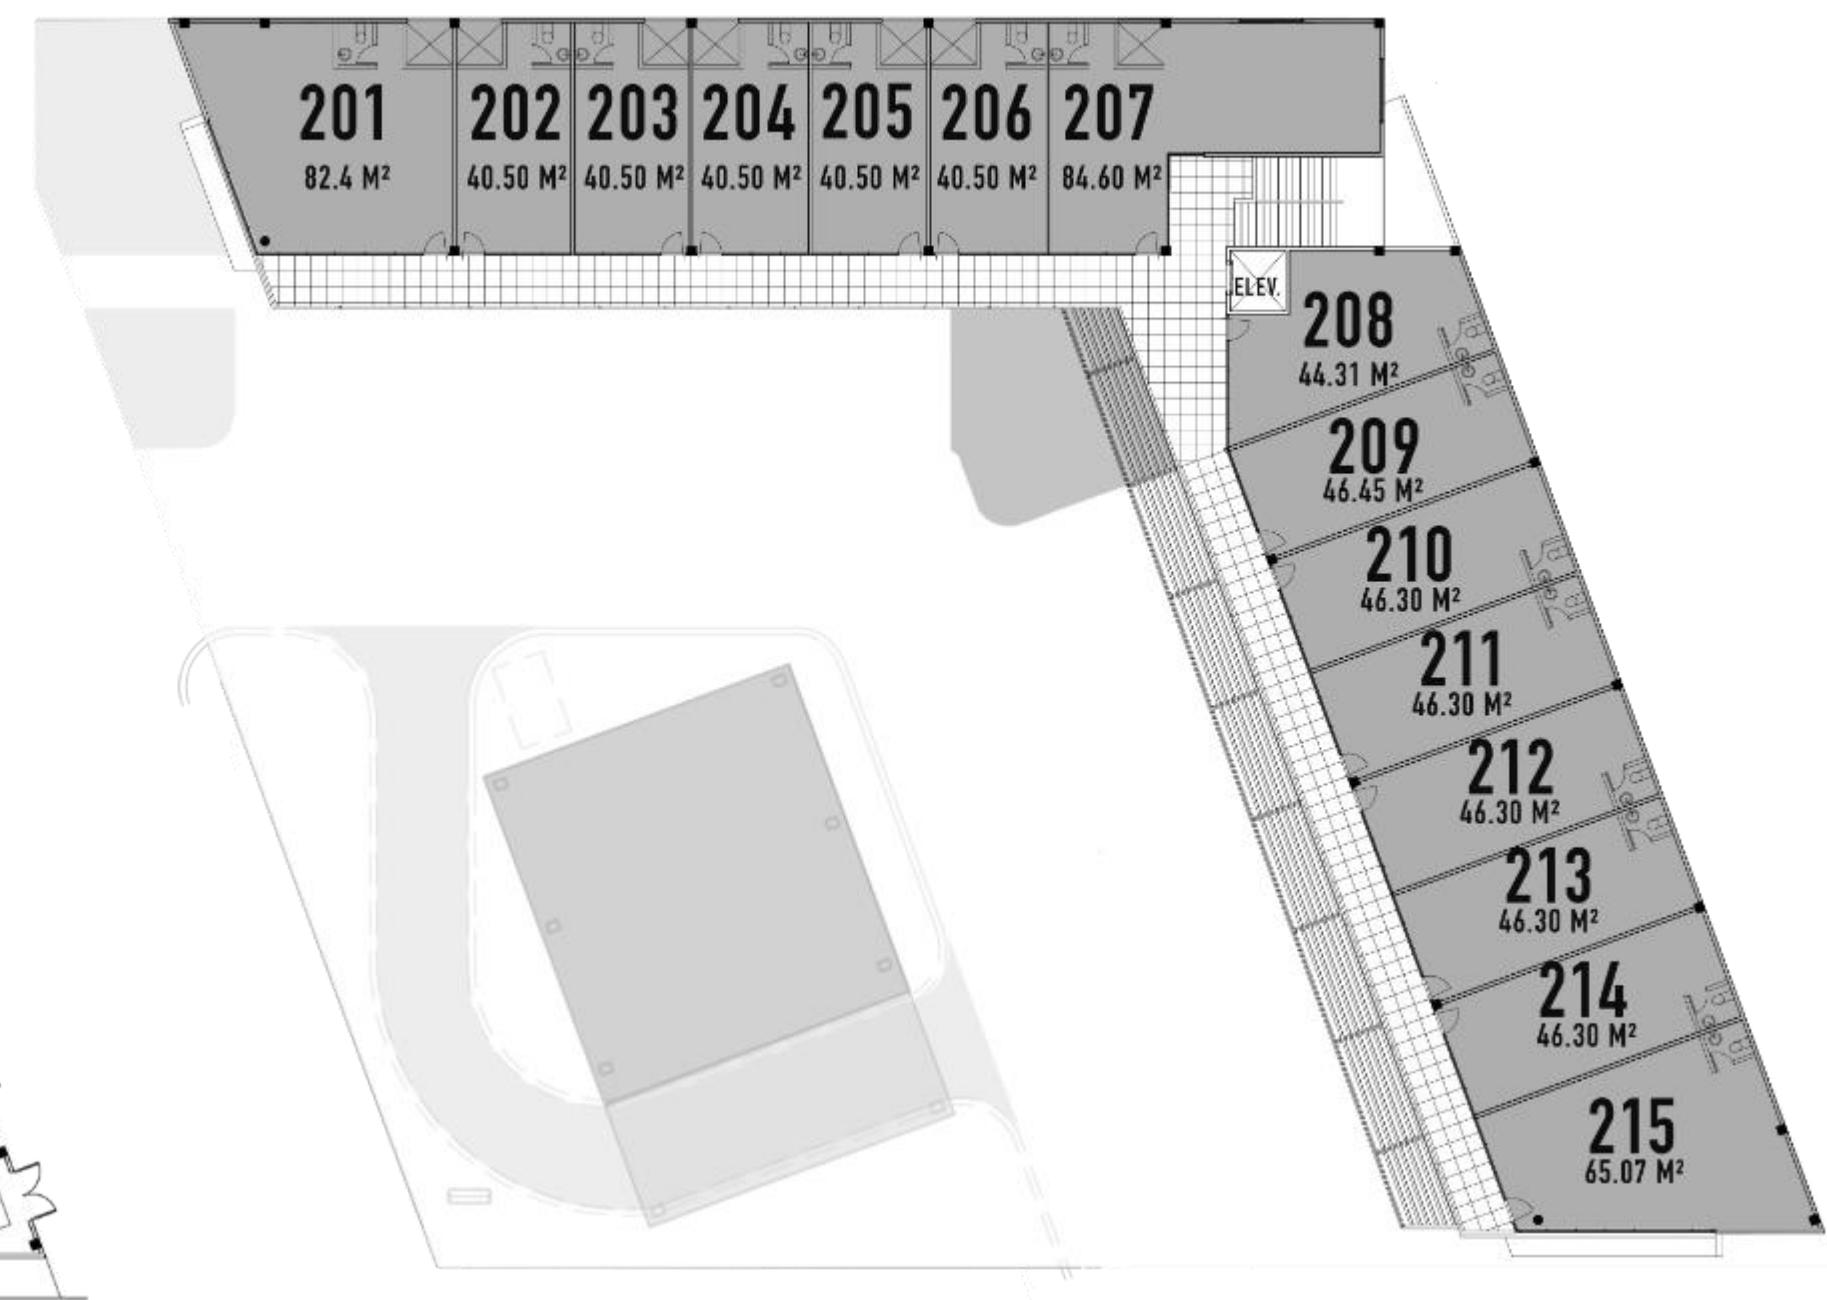 201
82.4 M²
202
40.50 M²
203
40.50 M²
204
40.50 M²
205
40.50 M²
206
40.50 M²
207
84.60 M²
ELEV.
208
44.31 M²
209
46.45 M²
210
46.30 M²
211
46.30 M²
212
46.30 M²
213
46.30 M²
214
46.30 M²
215
65.07 M²